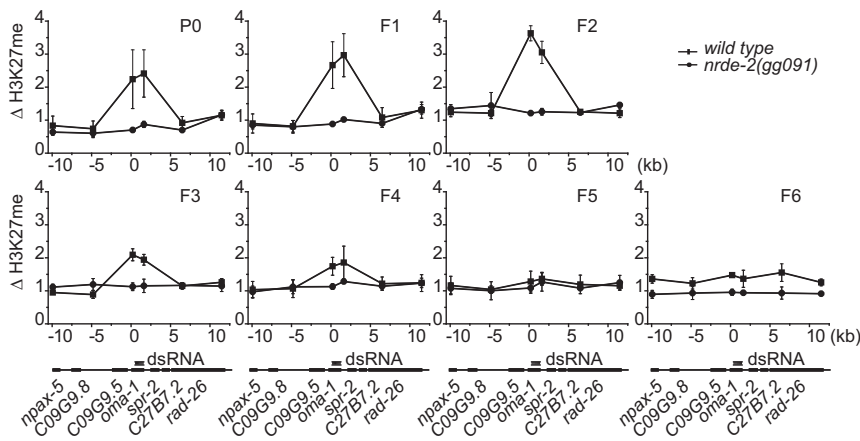 P0
F1
F2
wild type
nrde-2(gg091)
Δ H3K27me
4
3
2
1
0
-10 -5 0 5 10
4
3
2
1
0
-10 -5 0 5 10
4
3
2
1
0
-10 -5 0 5 10 (kb)
F3
F4
F5
F6
Δ H3K27me
4
3
2
1
0
-10 -5 0 5 10
4
3
2
1
0
-10 -5 0 5 10
4
3
2
1
0
-10 -5 0 5 10
4
3
2
1
0
-10 -5 0 5 10 (kb)
dsRNA
dsRNA
dsRNA
dsRNA
npax-5 C09G9.8 C09G9.5 oma-1 spr-2 C27B7.2 rad-26
npax-5 C09G9.8 C09G9.5 oma-1 spr-2 C27B7.2 rad-26
npax-5 C09G9.8 C09G9.5 oma-1 spr-2 C27B7.2 rad-26
npax-5 C09G9.8 C09G9.5 oma-1 spr-2 C27B7.2 rad-26